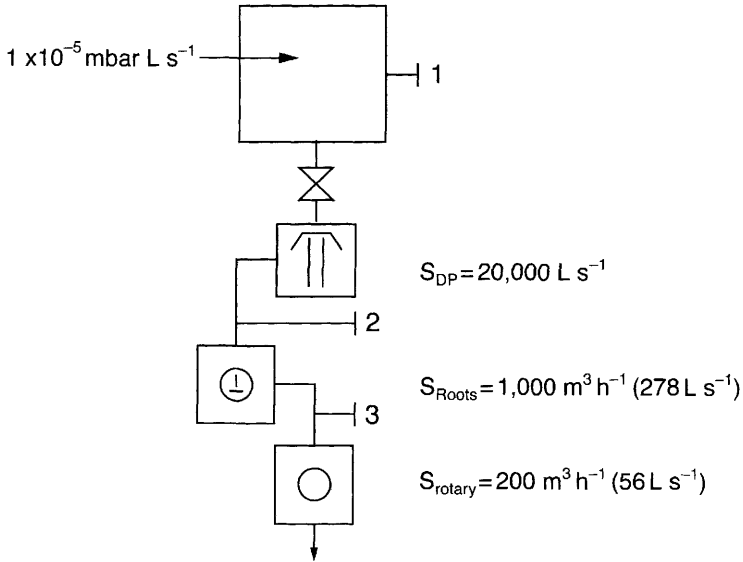 1 x10⁻⁵ mbar L s⁻¹
1
S_DP = 20,000 L s⁻¹
2
S_Roots = 1,000 m³ h⁻¹ (278 L s⁻¹)
3
S_rotary = 200 m³ h⁻¹ (56 L s⁻¹)